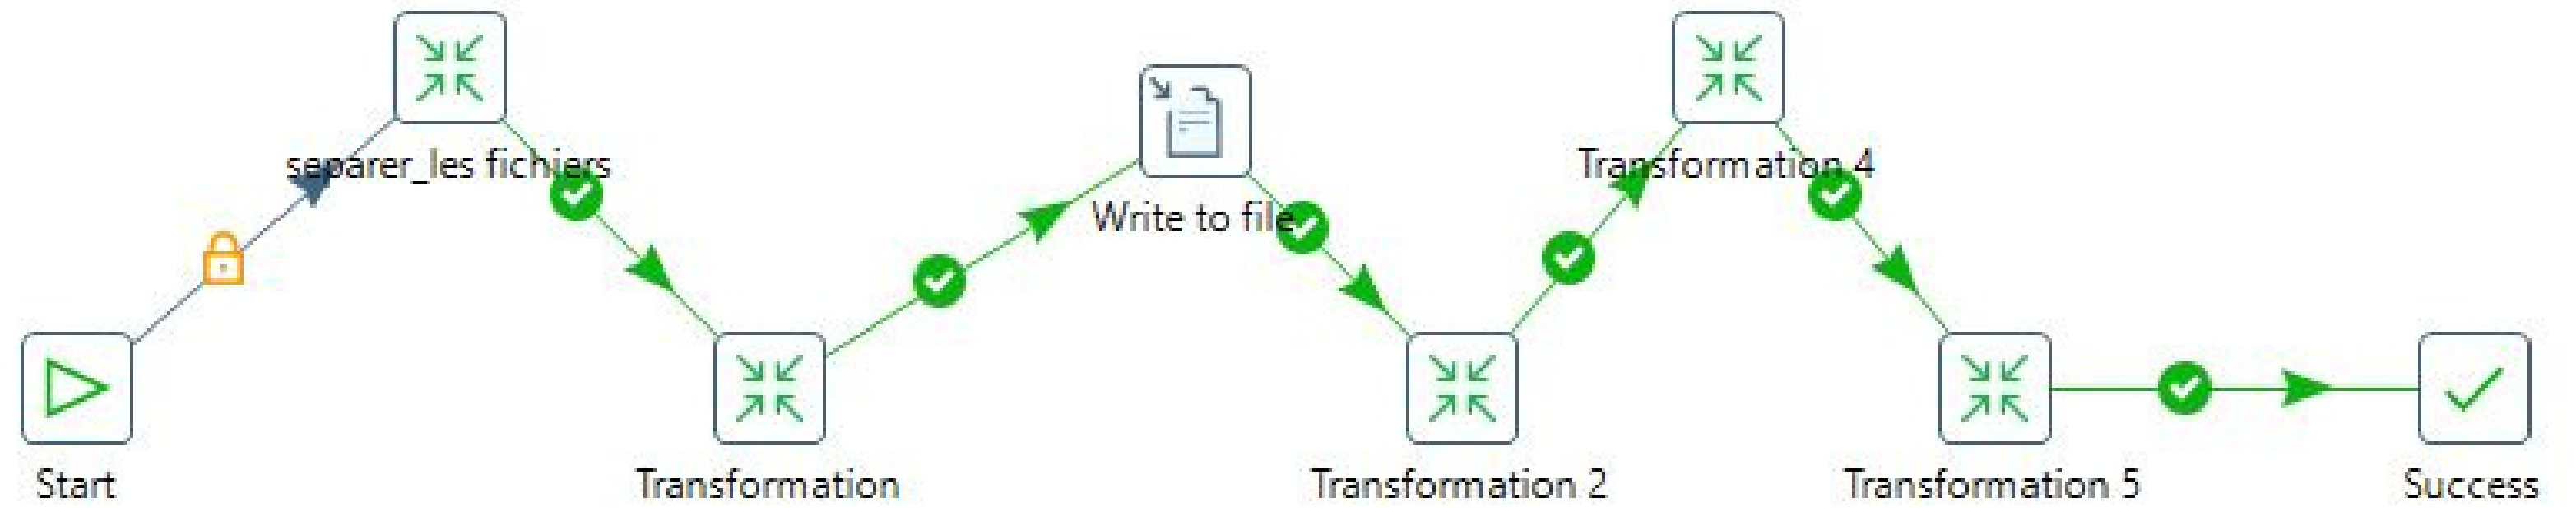 separer_les fichiers
Transformation 4
Write to file
Start
Transformation
Transformation 2
Transformation 5
Success